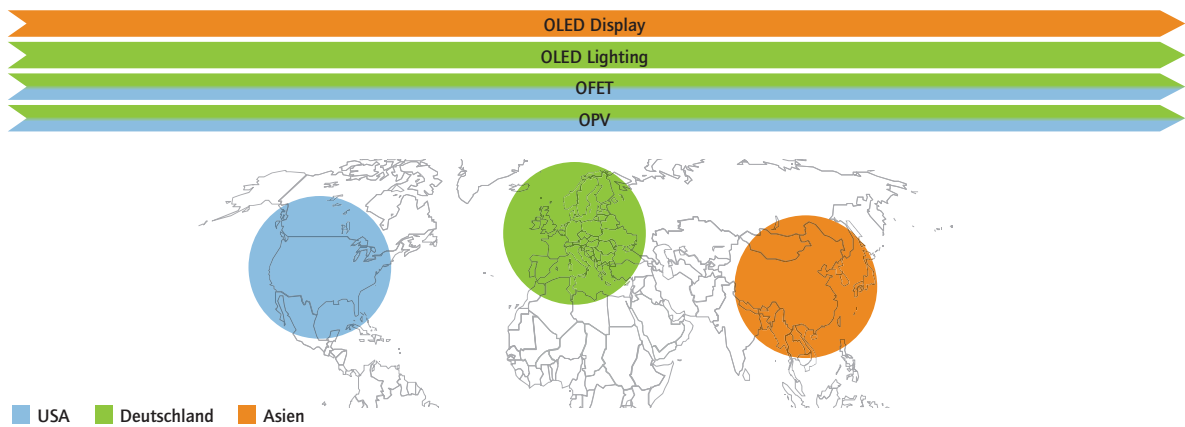 OLED Display
OLED Lighting
OFET
OPV
USA Deutschland Asien